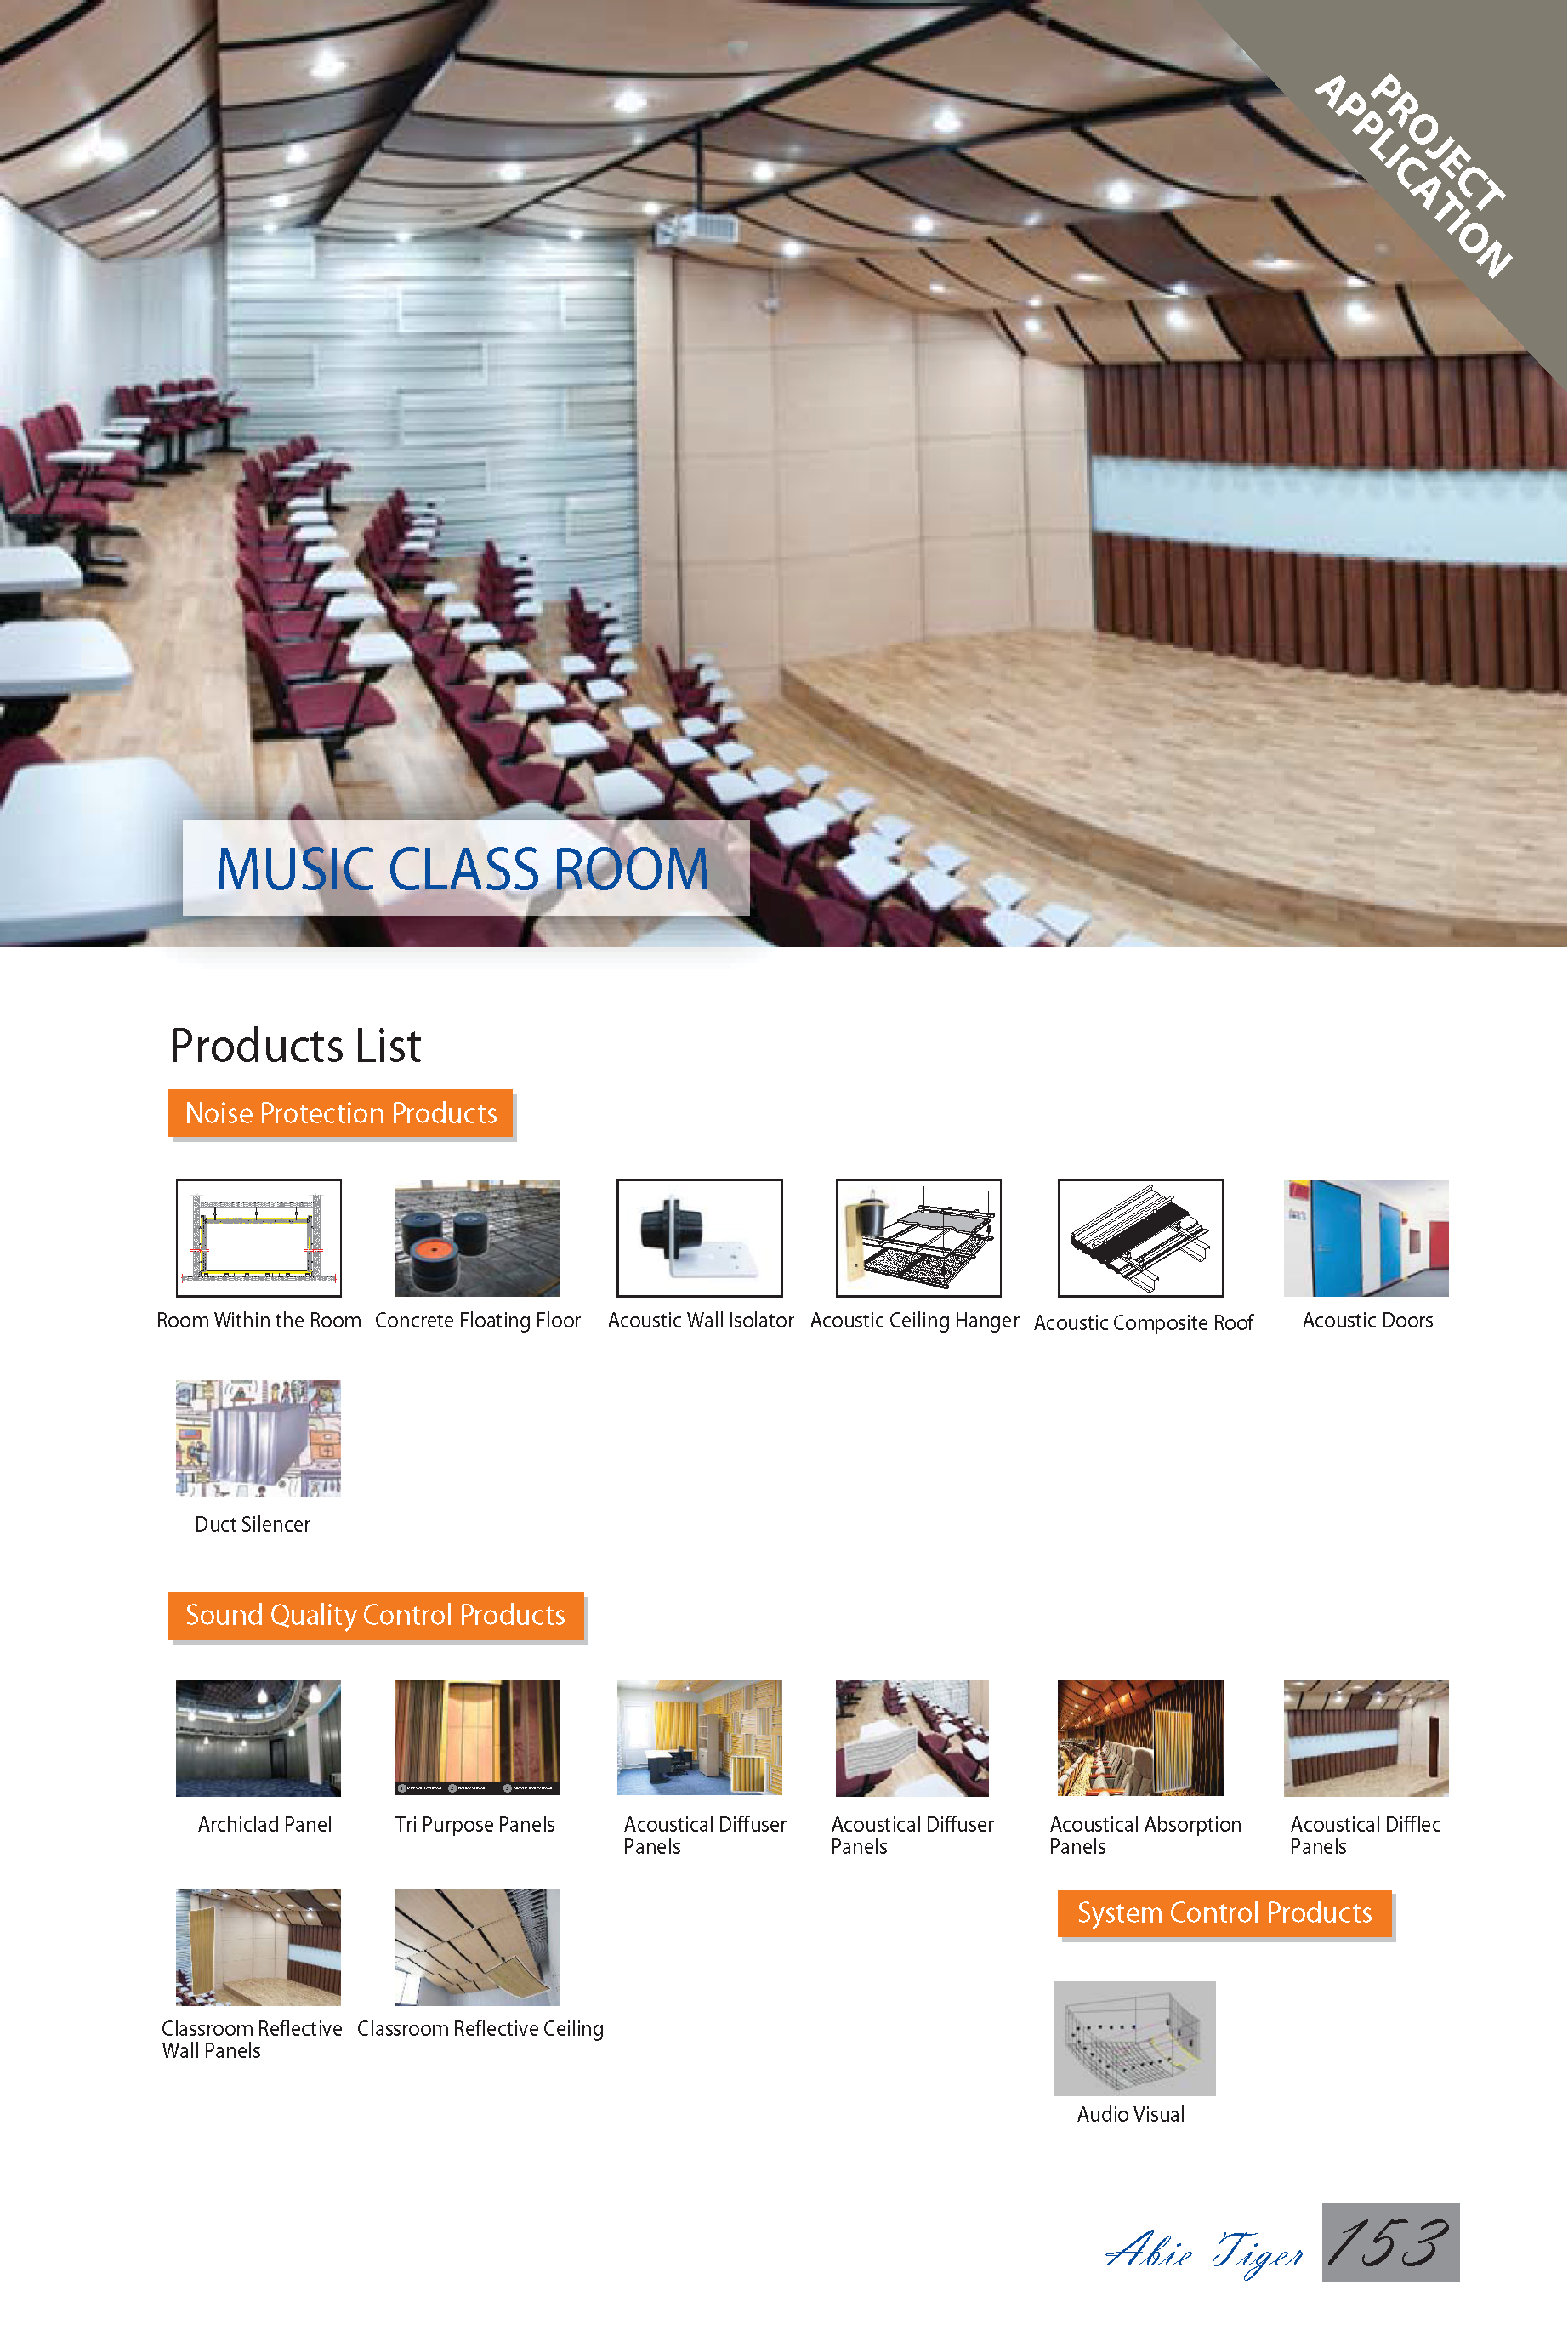 PROJECT
APPLICATION
MUSIC CLASS ROOM
Products List
Noise Protection Products
Room Within the Room
Concrete Floating Floor
Acoustic Wall Isolator
Acoustic Ceiling Hanger
Acoustic Composite Roof
Acoustic Doors
Duct Silencer
Sound Quality Control Products
Archiclad Panel
Tri Purpose Panels
Acoustical Diffuser
Panels
Acoustical Diffuser
Panels
Acoustical Absorption
Panels
Acoustical Difflec
Panels
Classroom Reflective
Wall Panels
Classroom Reflective Ceiling
System Control Products
Audio Visual
Abie Tiger 153